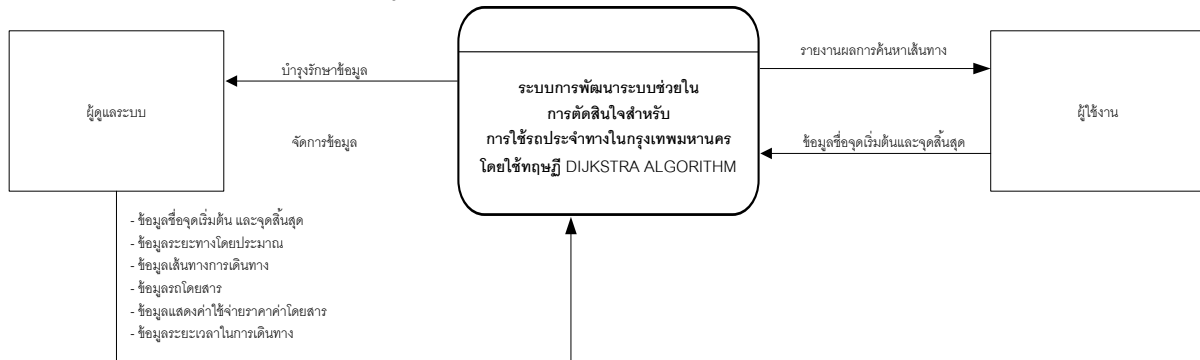 ผู้ดูแลระบบ
บำรุงรักษาข้อมูล
จัดการข้อมูล
ระบบการพัฒนาระบบช่วยใน
การตัดสินใจสำหรับ
การใช้รถประจำทางในกรุงเทพมหานคร
โดยใช้ทฤษฎี DIJKSTRA ALGORITHM
รายงานผลการค้นหาเส้นทาง
ข้อมูลชื่อจุดเริ่มต้นและจุดสิ้นสุด
ผู้ใช้งาน
- ข้อมูลชื่อจุดเริ่มต้น และจุดสิ้นสุด
- ข้อมูลระยะทางโดยประมาณ
- ข้อมูลเส้นทางการเดินทาง
- ข้อมูลรถโดยสาร
- ข้อมูลแสดงค่าใช้จ่ายราคาค่าโดยสาร
- ข้อมูลระยะเวลาในการเดินทาง